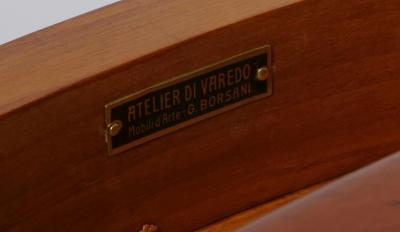 ATELIER DI VAREDO
Mobili d'Arte - G. BORSANI